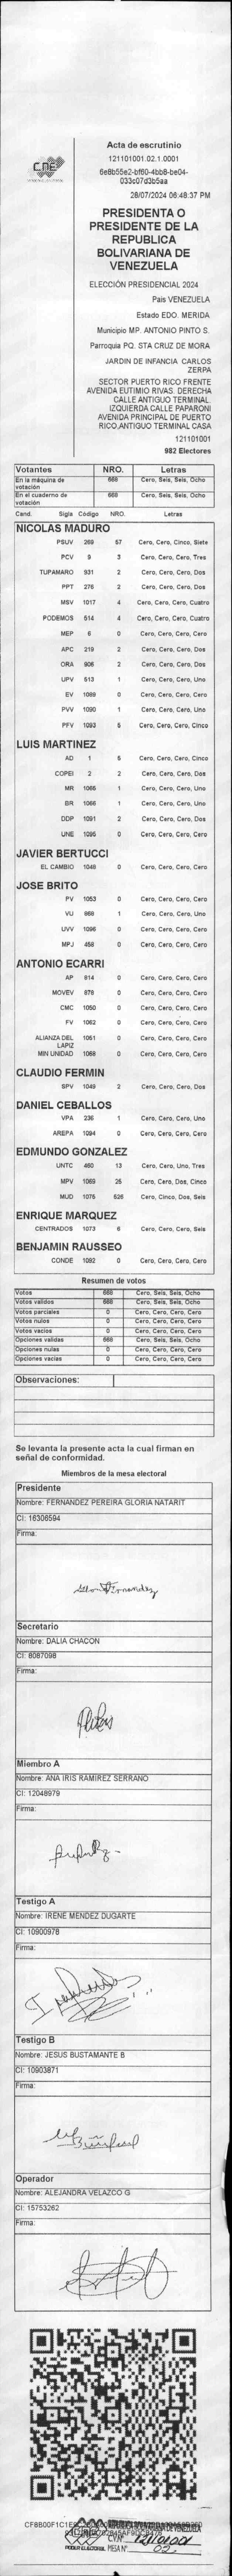 CNE
Acta de escrutinio
121101001.02.1.0001
6e8b55e2-bf60-4bb8-be04-
033c07d3b5aa
28/07/2024 06:48:37 PM
PRESIDENTA O
PRESIDENTE DE LA
REPUBLICA
BOLIVARIANA DE
VENEZUELA
ELECCIÓN PRESIDENCIAL 2024
Pais VENEZUELA
Estado EDO. MERIDA
Municipio MP. ANTONIO PINTO S.
Parroquia PQ. STA CRUZ DE MORA
JARDIN DE INFANCIA CARLOS
ZERPA
SECTOR PUERTO RICO FRENTE
AVENIDA EUTIMIO RIVAS. DERECHA
CALLE ANTIGUO TERMINAL.
IZQUIERDA CALLE PAPARONI
AVENIDA PRINCIPAL DE PUERTO
RICO,ANTIGUO TERMINAL CASA
121101001
982 Electores
Votantes NRO. Letras
En la máquina de votación 668 Cero, Seis, Seis, Ocho
En el cuaderno de votación 668 Cero, Seis, Seis, Ocho
Cand. Sigla Código NRO. Letras
NICOLAS MADURO
PSUV 269 57 Cero, Cero, Cinco, Siete
PCV 9 3 Cero, Cero, Cero, Tres
TUPAMARO 931 2 Cero, Cero, Cero, Dos
PPT 276 2 Cero, Cero, Cero, Dos
MSV 1017 4 Cero, Cero, Cero, Cuatro
PODEMOS 514 4 Cero, Cero, Cero, Cuatro
MEP 6 0 Cero, Cero, Cero, Cero
APC 219 2 Cero, Cero, Cero, Dos
ORA 906 2 Cero, Cero, Cero, Dos
UPV 513 1 Cero, Cero, Cero, Uno
EV 1089 0 Cero, Cero, Cero, Cero
PVV 1090 1 Cero, Cero, Cero, Uno
PFV 1093 5 Cero, Cero, Cero, Cinco
LUIS MARTINEZ
AD 1 5 Cero, Cero, Cero, Cinco
COPEI 2 2 Cero, Cero, Cero, Dos
MR 1065 1 Cero, Cero, Cero, Uno
BR 1066 1 Cero, Cero, Cero, Uno
DDP 1091 2 Cero, Cero, Cero, Dos
UNE 1095 0 Cero, Cero, Cero, Cero
JAVIER BERTUCCI
EL CAMBIO 1046 0 Cero, Cero, Cero, Cero
JOSE BRITO
PV 1053 0 Cero, Cero, Cero, Cero
VU 968 1 Cero, Cero, Cero, Uno
UVV 1096 0 Cero, Cero, Cero, Cero
MPJ 458 0 Cero, Cero, Cero, Cero
ANTONIO ECARRI
AP 814 0 Cero, Cero, Cero, Cero
MOVEV 879 0 Cero, Cero, Cero, Cero
CMC 1050 0 Cero, Cero, Cero, Cero
FV 1062 0 Cero, Cero, Cero, Cero
ALIANZA DEL LAPIZ 1051 0 Cero, Cero, Cero, Cero
MIN UNIDAD 1088 0 Cero, Cero, Cero, Cero
CLAUDIO FERMIN
SPV 1049 2 Cero, Cero, Cero, Dos
DANIEL CEBALLOS
VPA 236 1 Cero, Cero, Cero, Uno
AREPA 1094 0 Cero, Cero, Cero, Cero
EDMUNDO GONZALEZ
UNTC 460 13 Cero, Cero, Uno, Tres
MPV 1069 25 Cero, Cero, Dos, Cinco
MUD 1075 526 Cero, Cinco, Dos, Seis
ENRIQUE MARQUEZ
CENTRADOS 1073 6 Cero, Cero, Cero, Seis
BENJAMIN RAUSSEO
CONDE 1092 0 Cero, Cero, Cero, Cero
Resumen de votos
Votos 668 Cero, Seis, Seis, Ocho
Votos validos 668 Cero, Seis, Seis, Ocho
Votos parciales 0 Cero, Cero, Cero, Cero
Votos nulos 0 Cero, Cero, Cero, Cero
Votos vacios 0 Cero, Cero, Cero, Cero
Opciones validas 668 Cero, Seis, Seis, Ocho
Opciones nulas 0 Cero, Cero, Cero, Cero
Opciones vacias 0 Cero, Cero, Cero, Cero
Observaciones:
Se levanta la presente acta la cual firman en
señal de conformidad.
Miembros de la mesa electoral
Presidente
Nombre: FERNANDEZ PEREIRA GLORIA NATARIT
CI: 16306594
Firma:
Secretario
Nombre: DALIA CHACON
CI: 8087098
Firma:
Miembro A
Nombre: ANA IRIS RAMIREZ SERRANO
CI: 12048979
Firma:
Testigo A
Nombre: IRENE MENDEZ DUGARTE
CI: 10900978
Firma:
Testigo B
Nombre: JESUS BUSTAMANTE B
CI: 10903871
Firma:
Operador
Nombre: ALEJANDRA VELAZCO G
CI: 15753262
Firma:
PODER ELECTORAL MESA Nº 02